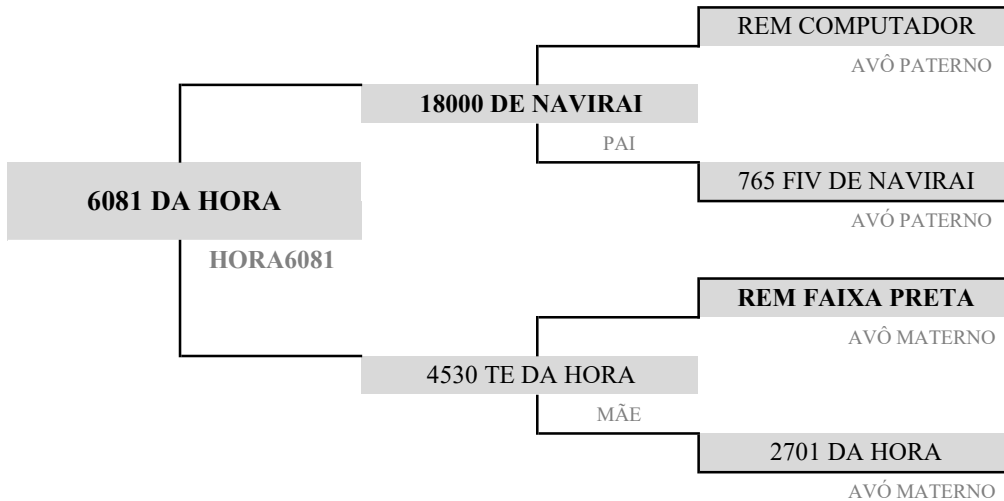 REM COMPUTADOR
AVÔ PATERNO
18000 DE NAVIRAI
PAI
765 FIV DE NAVIRAI
AVÓ PATERNO
6081 DA HORA
HORA6081
REM FAIXA PRETA
AVÔ MATERNO
4530 TE DA HORA
MÃE
2701 DA HORA
AVÓ MATERNO